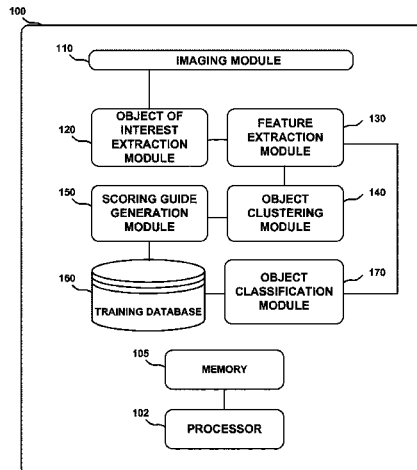 100
110
IMAGING MODULE
120
OBJECT OF
INTEREST
EXTRACTION
MODULE
130
FEATURE
EXTRACTION
MODULE
150
SCORING GUIDE
GENERATION
MODULE
140
OBJECT
CLUSTERING
MODULE
160
TRAINING DATABASE
170
OBJECT
CLASSIFICATION
MODULE
105
MEMORY
102
PROCESSOR